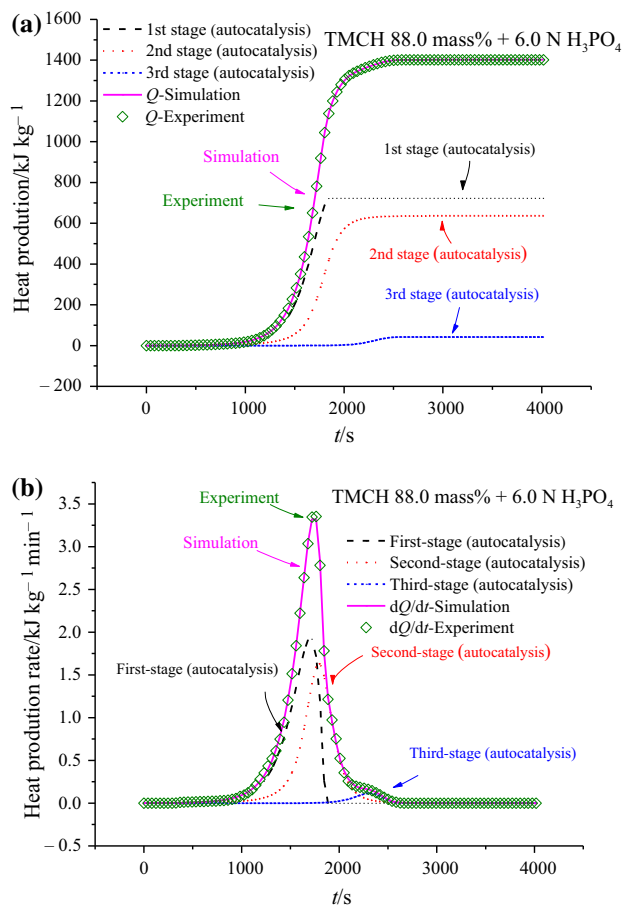 (a)
1st stage (autocatalysis)
2nd stage (autocatalysis)
3rd stage (autocatalysis)
Q-Simulation
Q-Experiment
TMCH 88.0 mass% + 6.0 N H₃PO₄
Simulation
Experiment
1st stage (autocatalysis)
2nd stage (autocatalysis)
3rd stage (autocatalysis)
Heat prodution/kJ kg⁻¹
1600
1400
1200
1000
800
600
400
200
0
−200
0 1000 2000 3000 4000
t/s
(b)
Experiment
Simulation
TMCH 88.0 mass% + 6.0 N H₃PO₄
First-stage (autocatalysis)
Second-stage (autocatalysis)
Third-stage (autocatalysis)
dQ/dt-Simulation
dQ/dt-Experiment
First-stage (autocatalysis)
Second-stage (autocatalysis)
Third-stage (autocatalysis)
Heat prodution rate/kJ kg⁻¹ min⁻¹
3.5
3.0
2.5
2.0
1.5
1.0
0.5
0.0
−0.5
0 1000 2000 3000 4000
t/s